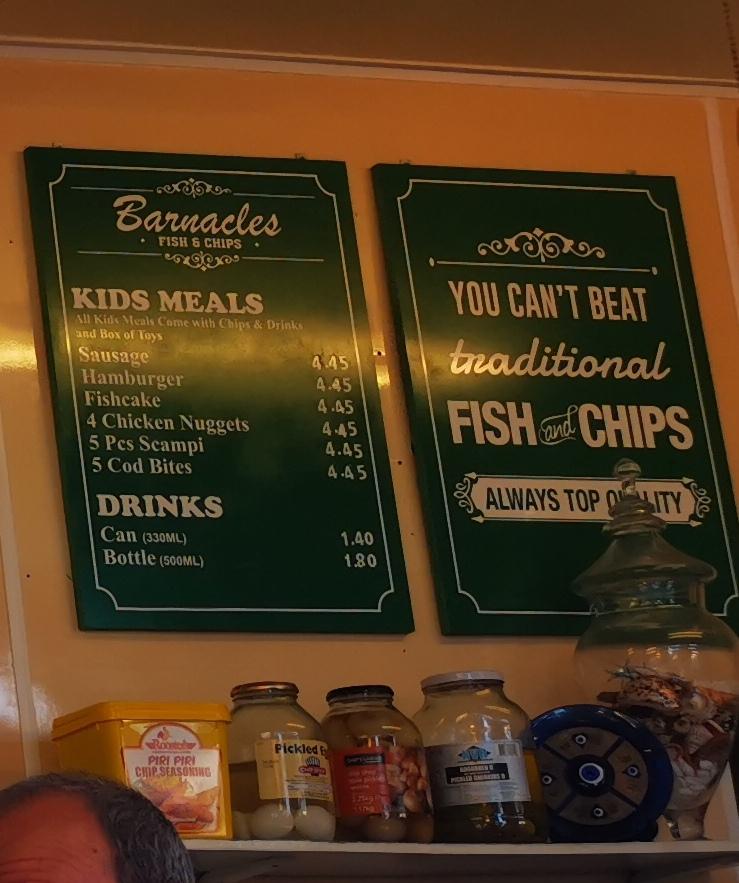 Barnacles
• FISH & CHIPS •
KIDS MEALS
All Kids Meals Come with Chips & Drinks
and Box of Toys
Sausage 4.45
Hamburger 4.45
Fishcake 4.45
4 Chicken Nuggets 4.45
5 Pcs Scampi 4.45
5 Cod Bites 4.45
DRINKS
Can (330ML) 1.40
Bottle (500ML) 1.80
YOU CAN'T BEAT
traditional
FISH and CHIPS
ALWAYS TOP QU LITY
PIRI PIRI
CHIP SEASONING
Pickled
PICKLED GHERKINS